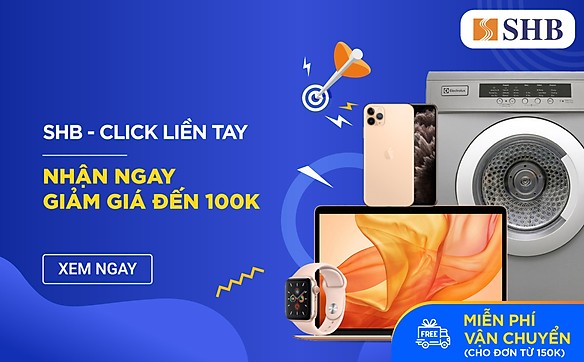 SHB
SHB - CLICK LIỀN TAY
NHẬN NGAY
GIẢM GIÁ ĐẾN 100K
XEM NGAY
Electrolux
FREE
MIỄN PHÍ
VẬN CHUYỂN
(CHO ĐƠN TỪ 150K)